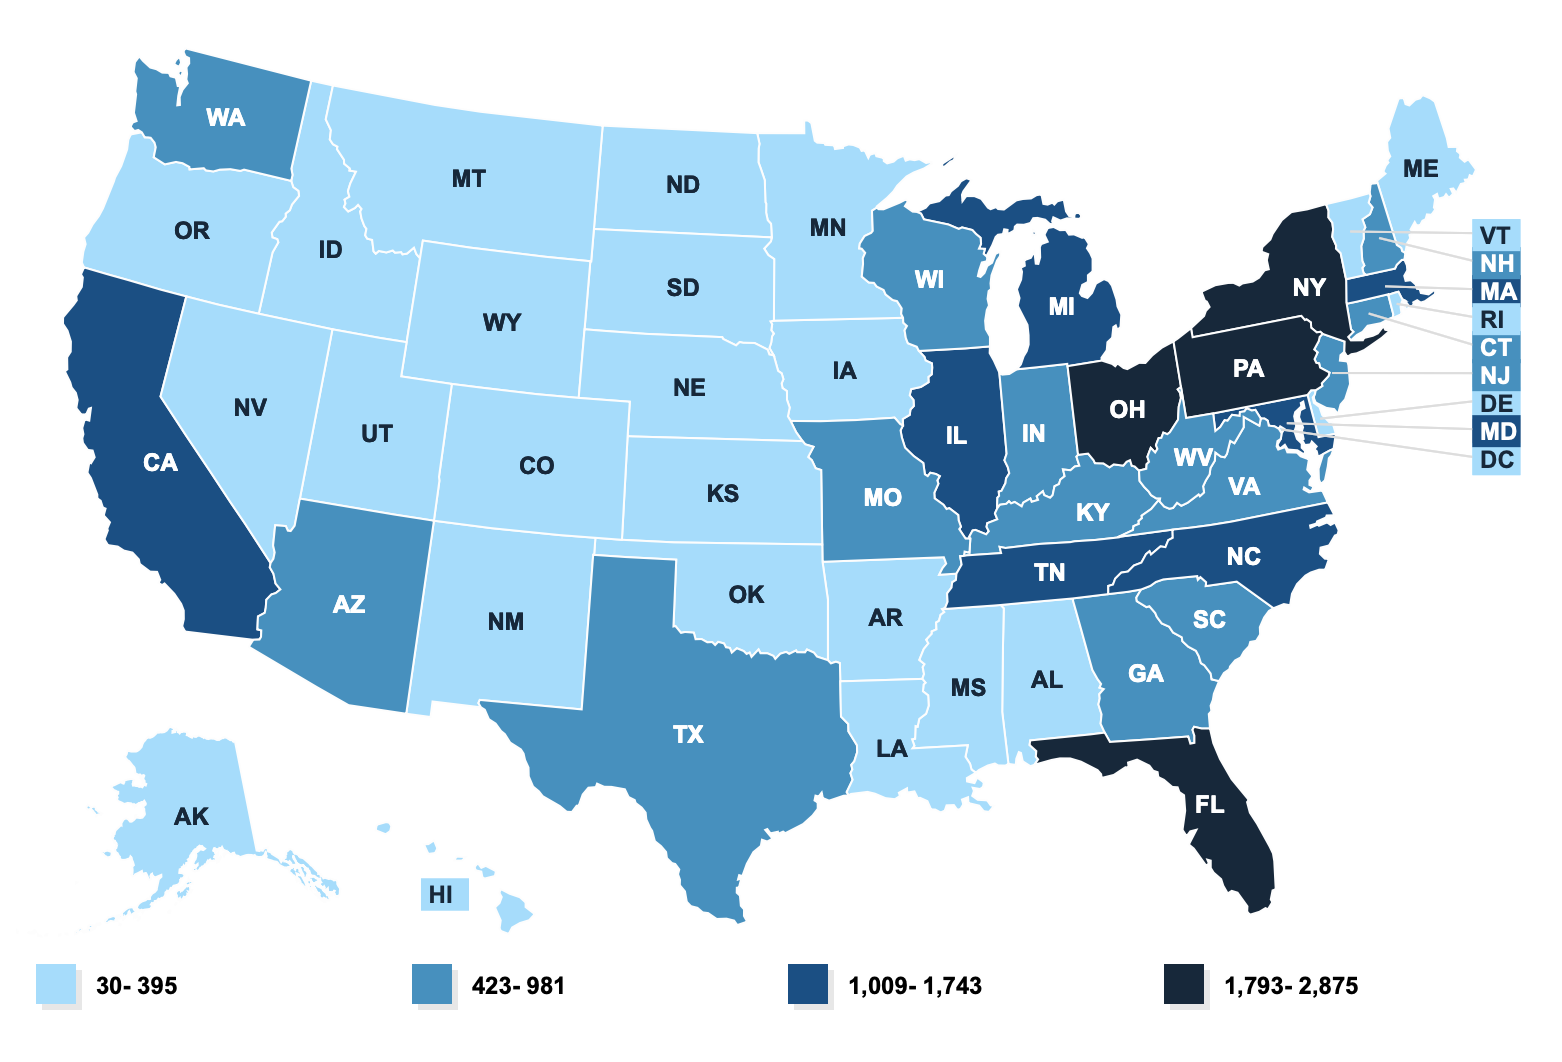 WA
MT
ND
ME
OR
ID
MN
VT
NH
WI
SD
NY
MA
MI
WY
RI
CT
IA
PA
NJ
NE
NV
OH
DE
UT
IL
IN
MD
CA
CO
WV
DC
KS
MO
VA
KY
NC
TN
OK
AZ
AR
SC
NM
GA
MS
AL
TX
LA
FL
AK
HI
30- 395
423- 981
1,009- 1,743
1,793- 2,875